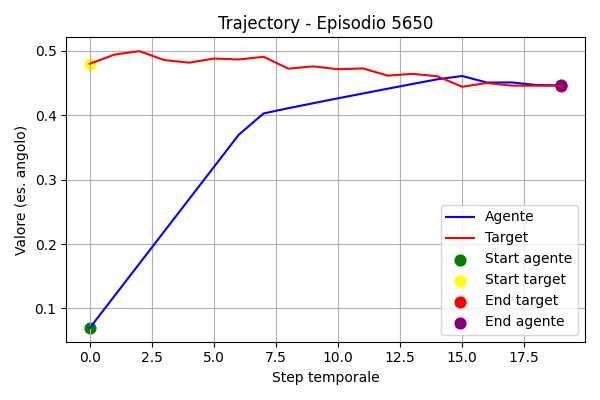 Trajectory - Episodio 5650
Valore (es. angolo)
0.5
0.4
0.3
0.2
0.1
0.0
2.5
5.0
7.5
10.0
12.5
15.0
17.5
Step temporale
Agente
Target
Start agente
Start target
End target
End agente